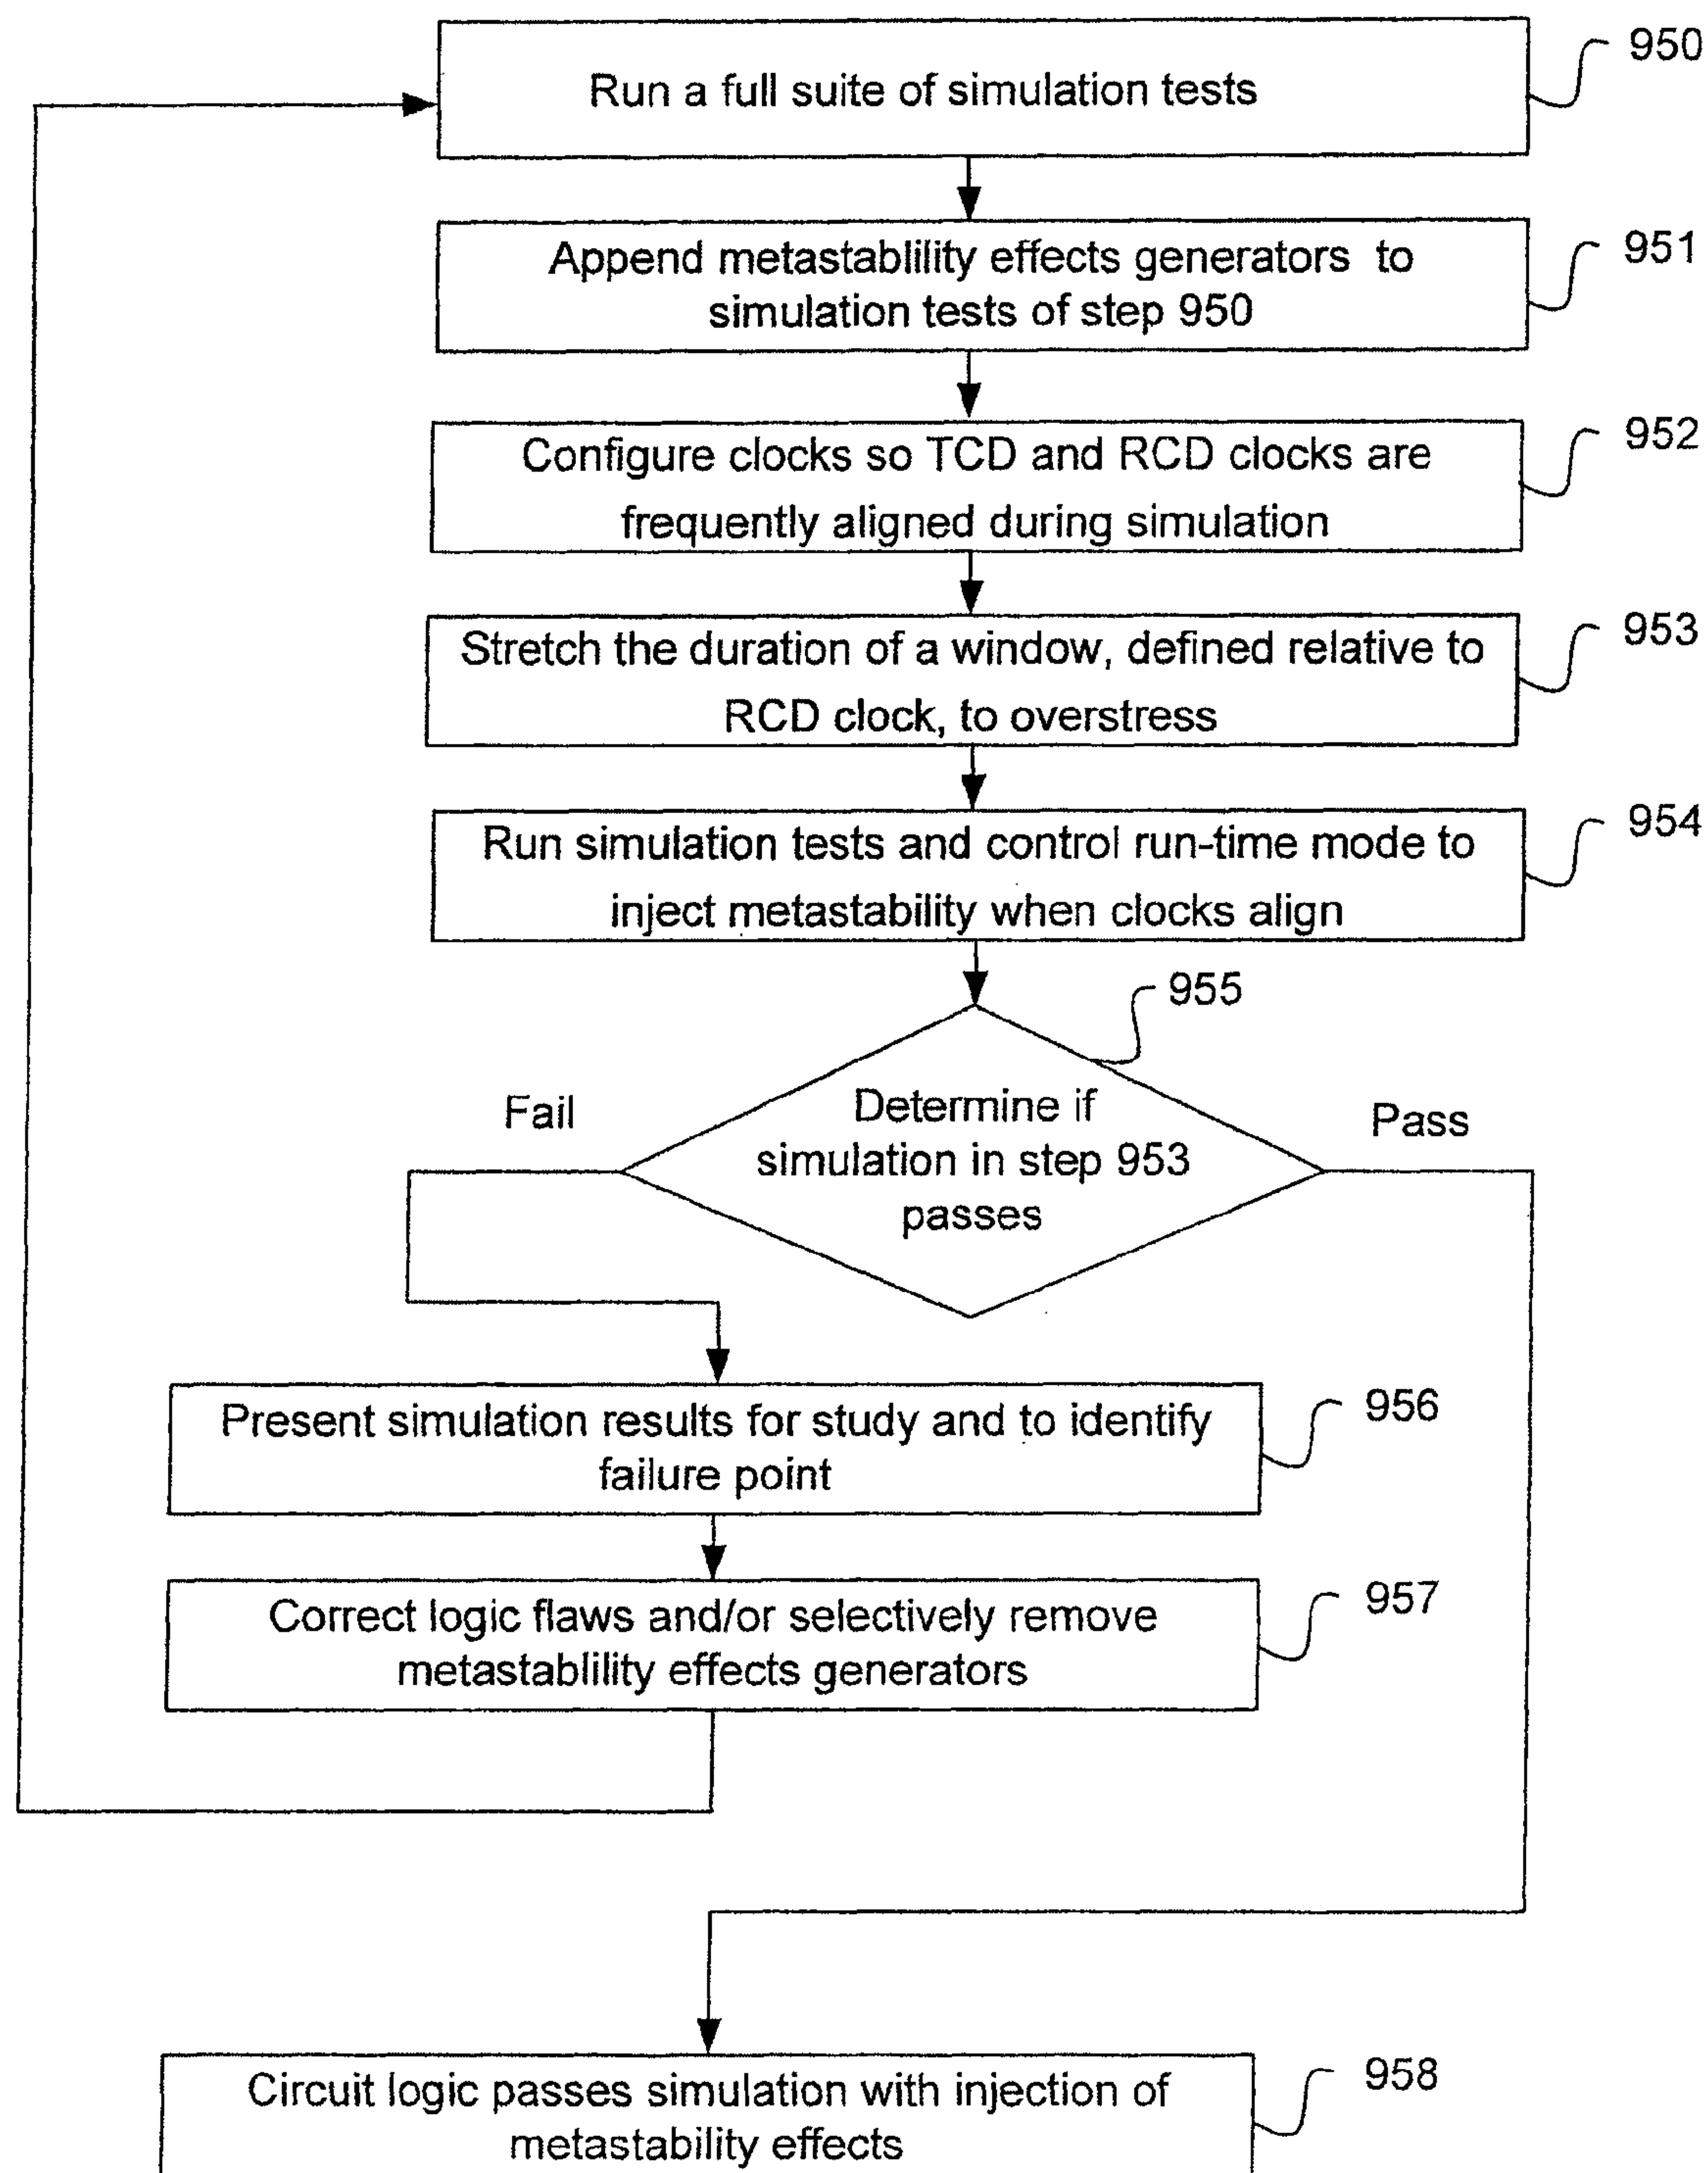 Run a full suite of simulation tests
950
Append metastablility effects generators to
simulation tests of step 950
951
Configure clocks so TCD and RCD clocks are
frequently aligned during simulation
952
Stretch the duration of a window, defined relative to
RCD clock, to overstress
953
Run simulation tests and control run-time mode to
inject metastability when clocks align
954
955
Fail
Determine if
simulation in step 953
passes
Pass
Present simulation results for study and to identify
failure point
956
Correct logic flaws and/or selectively remove
metastablility effects generators
957
Circuit logic passes simulation with injection of
metastability effects
958